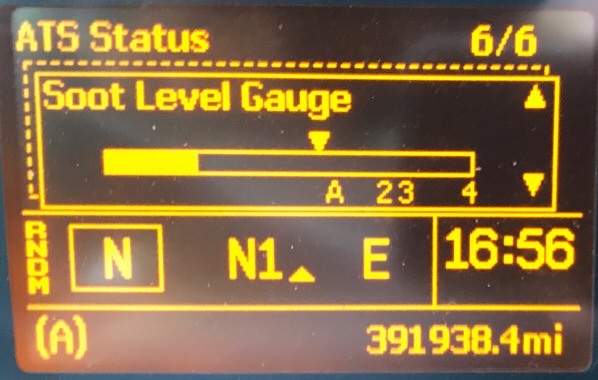 ATS Status 6/6
Soot Level Gauge
A 23 4
RNDM N N1 E 16:56
(A) 391938.4mi